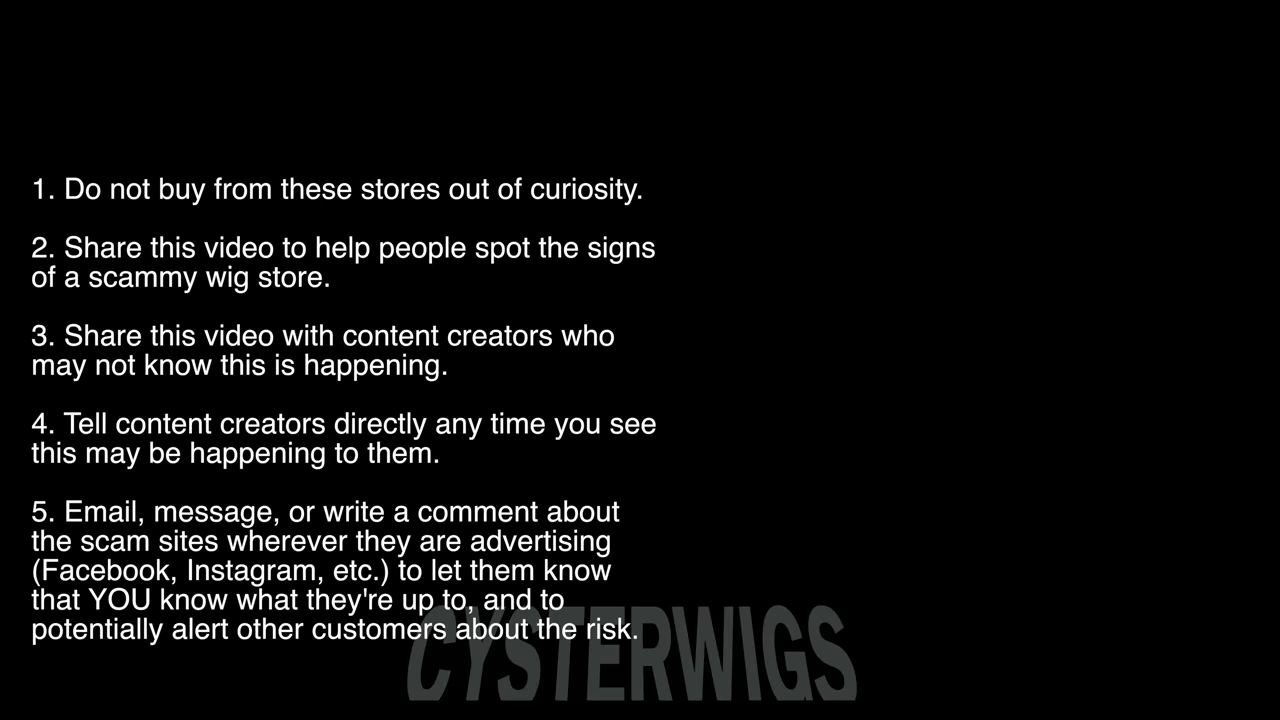 1. Do not buy from these stores out of curiosity.
2. Share this video to help people spot the signs
of a scammy wig store.
3. Share this video with content creators who
may not know this is happening.
4. Tell content creators directly any time you see
this may be happening to them.
5. Email, message, or write a comment about
the scam sites wherever they are advertising
(Facebook, Instagram, etc.) to let them know
that YOU know what they're up to, and to
potentially alert other customers about the risk.
CYSTERWIGS